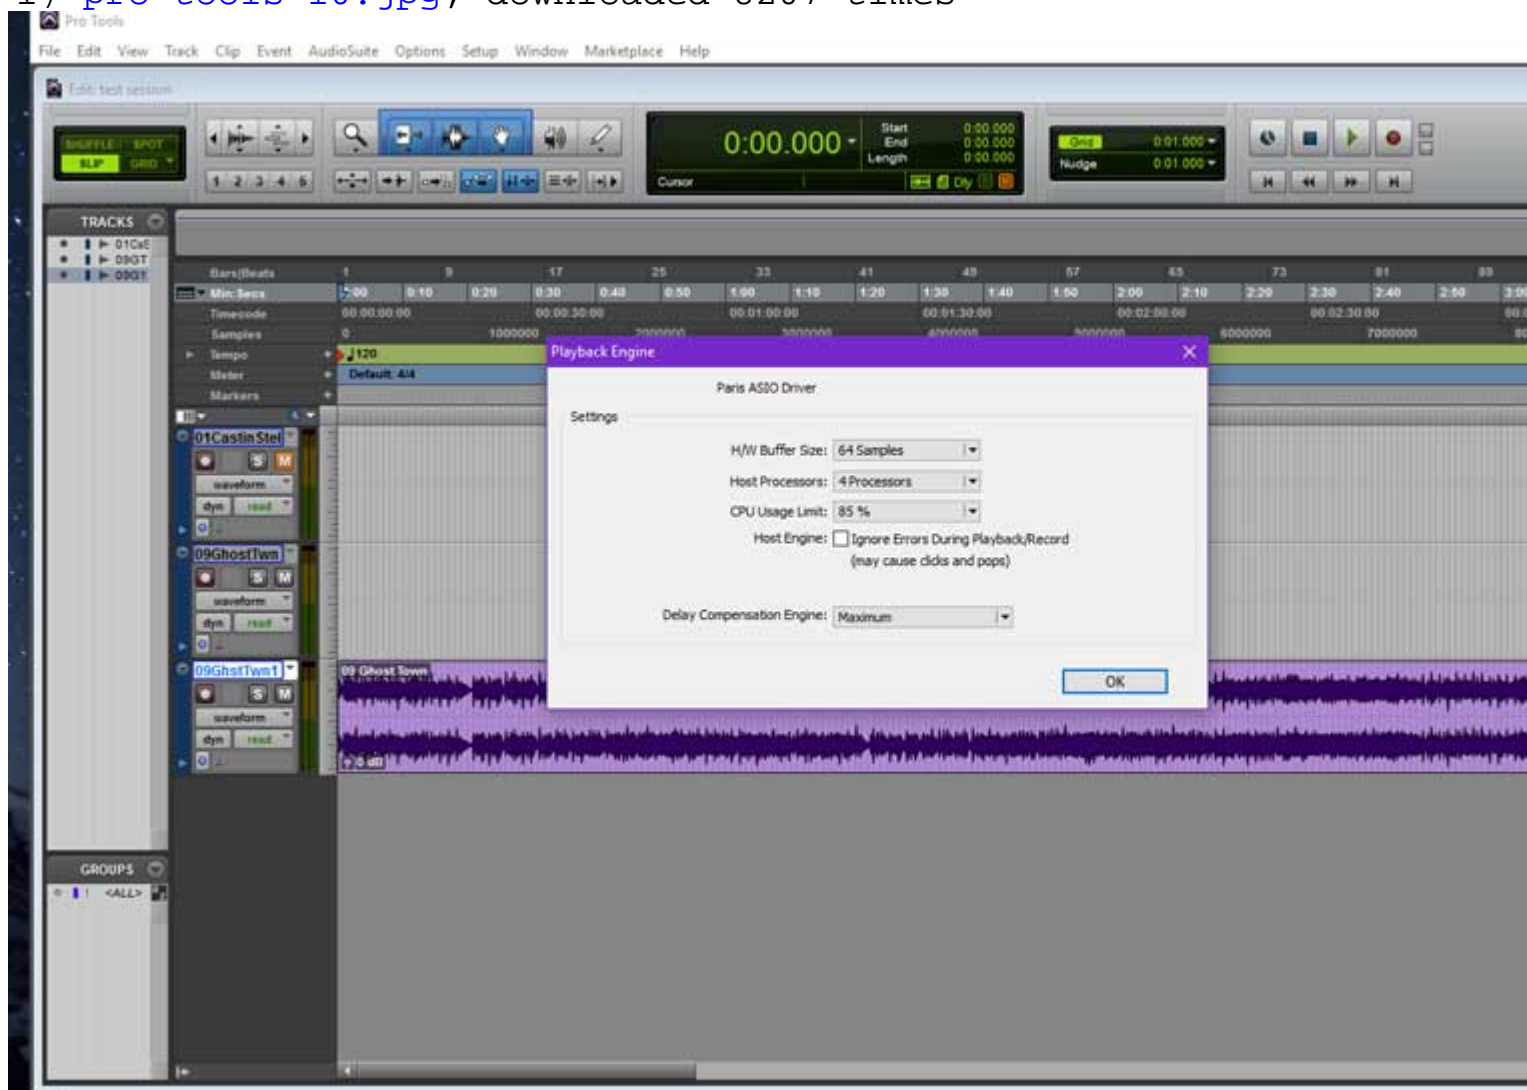 Pro Tools
File Edit View Track Clip Event AudioSuite Options Setup Window Marketplace Help
Edit: test session
SHUFFLE SPOT
SLIP GRID
1 2 3 4 5
0:00.000
Start 0:00.000
End 0:00.000
Length 0:00.000
Cursor
Dly
Grid 0:01.000
Nudge 0:01.000
TRACKS
01CaS
09GT
Bars|Beats 1 9 17 25 33 41 49 57 65 73 81 89
Min:Secs 0:00 0:10 0:20 0:30 0:40 0:50 1:00 1:10 1:20 1:30 1:40 1:50 2:00 2:10 2:20 2:30 2:40 2:50 3:00
Timecode 00:00:00:00 00:00:30:00 00:01:00:00 00:01:30:00 00:02:00:00 00:02:30:00
Samples 0 1000000 2000000 3000000 4000000 5000000 6000000 7000000
Tempo 120
Meter Default: 4/4
Markers
Playback Engine
Paris ASIO Driver
Settings
H/W Buffer Size: 64 Samples
Host Processors: 4 Processors
CPU Usage Limit: 85 %
Host Engine: Ignore Errors During Playback/Record
(may cause clicks and pops)
Delay Compensation Engine: Maximum
OK
01CastinStel
S M
waveform
dyn read
09GhostTwn
S M
waveform
dyn read
09GhstTwn1
S M
waveform
dyn read
09 Ghost Town
0 dB
GROUPS
! <ALL>